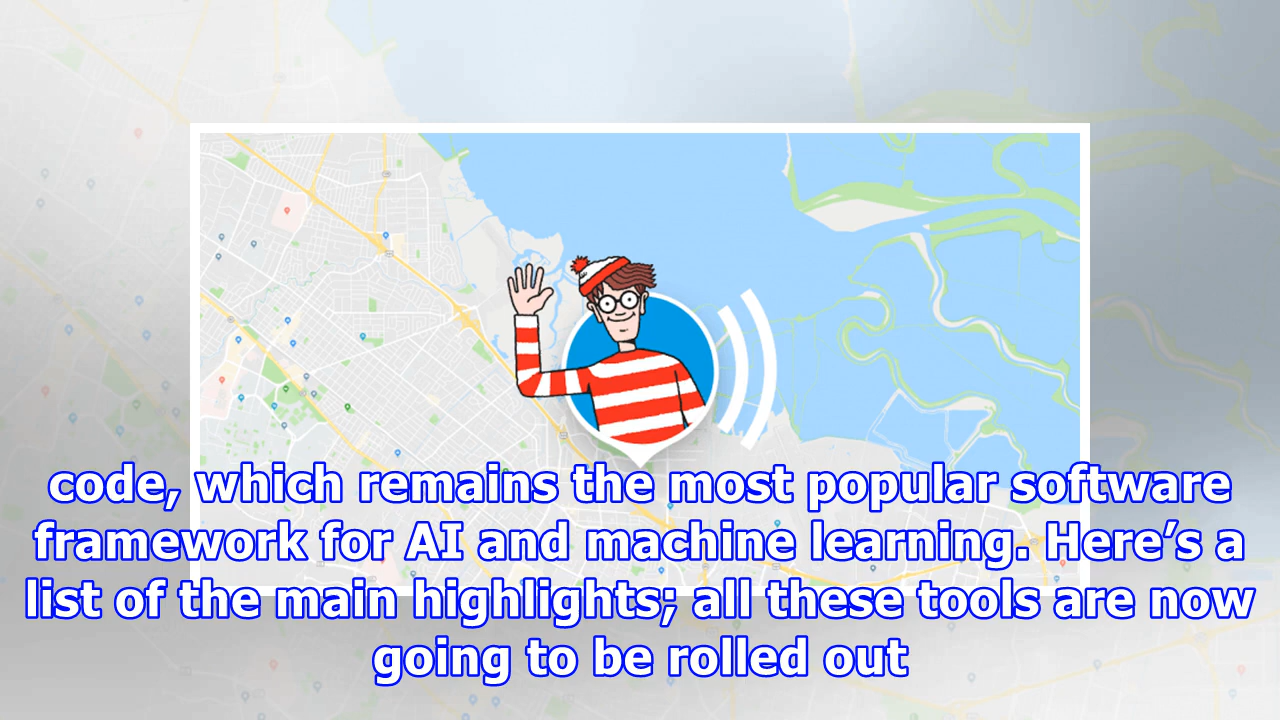 code, which remains the most popular software
framework for AI and machine learning. Here’s a
list of the main highlights; all these tools are now
going to be rolled out